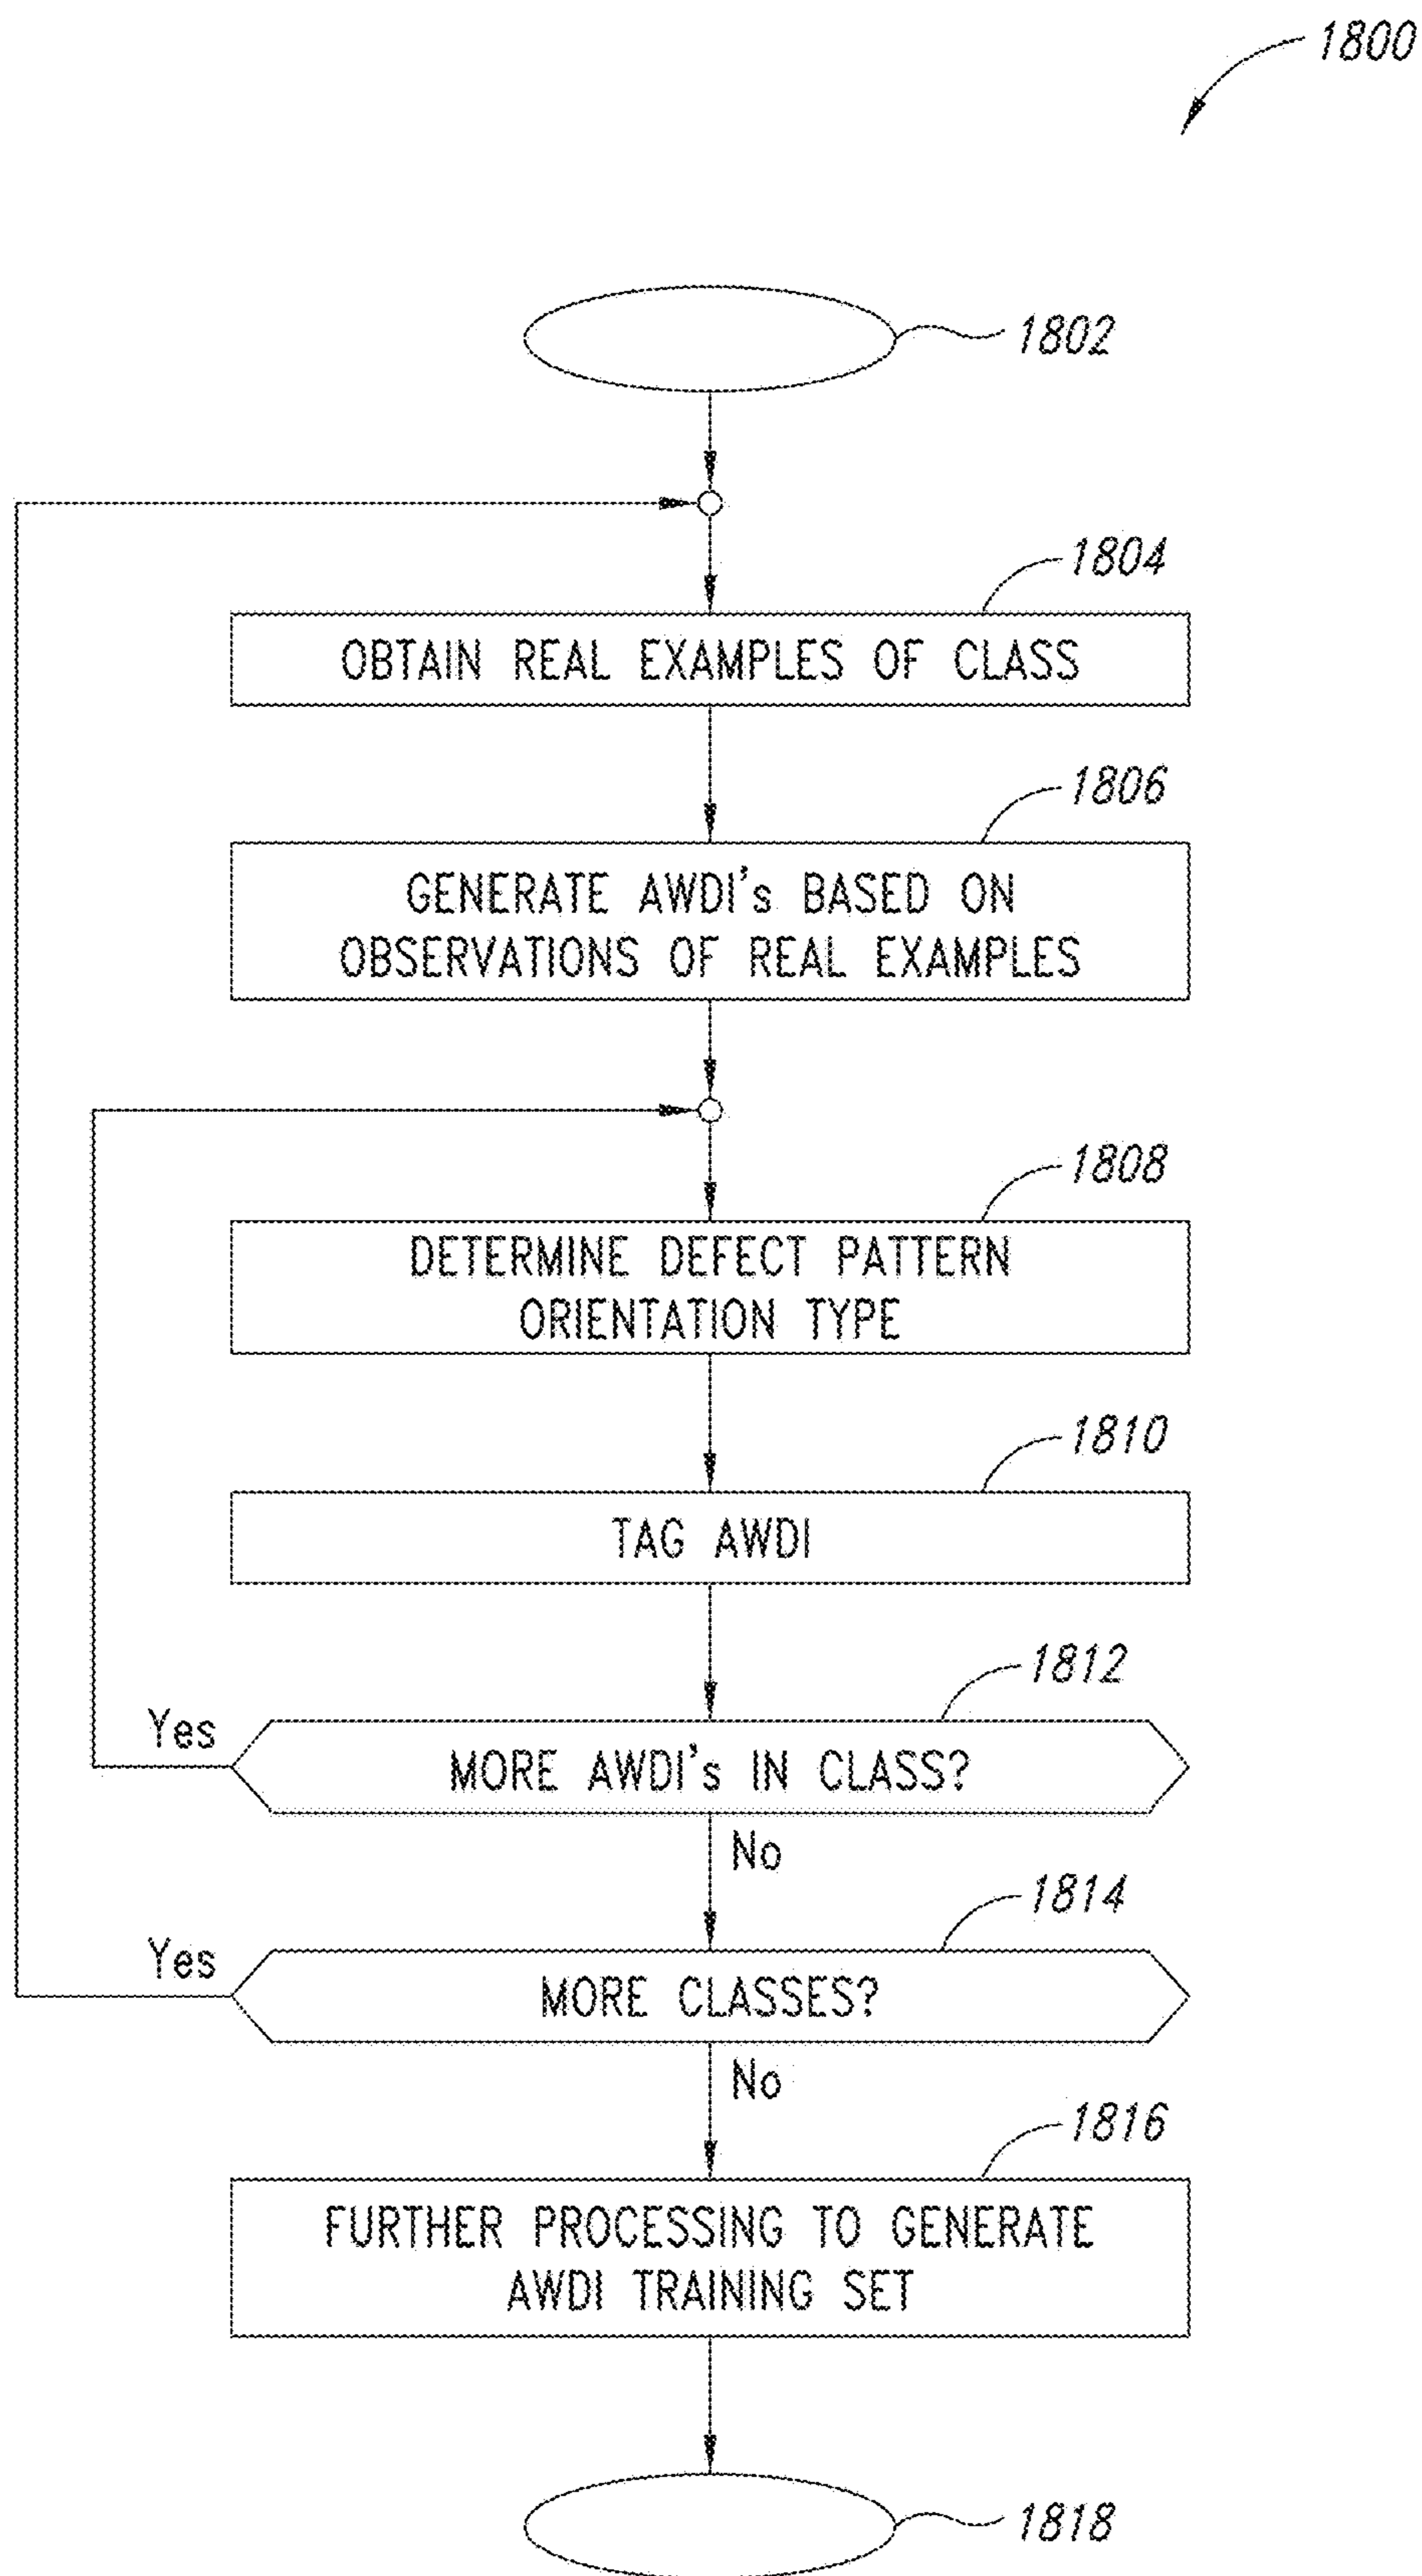 1800
1802
1804
OBTAIN REAL EXAMPLES OF CLASS
1806
GENERATE AWDI's BASED ON
OBSERVATIONS OF REAL EXAMPLES
1808
DETERMINE DEFECT PATTERN
ORIENTATION TYPE
1810
TAG AWDI
1812
Yes
MORE AWDI's IN CLASS?
No
1814
Yes
MORE CLASSES?
No
1816
FURTHER PROCESSING TO GENERATE
AWDI TRAINING SET
1818